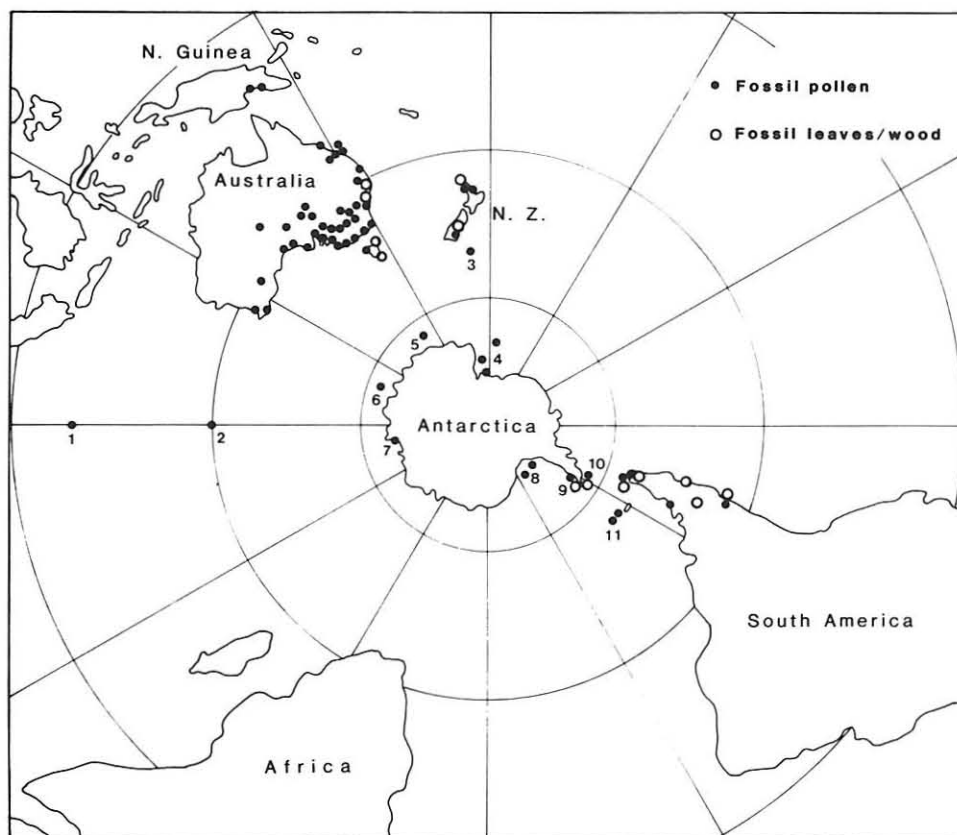 N. Guinea
Fossil pollen
Fossil leaves/wood
Australia
N. Z.
3
5
4
6
Antarctica
1
2
7
8
9
10
11
South America
Africa